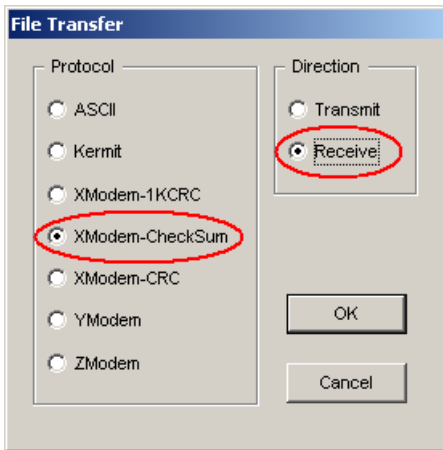 File Transfer
Protocol
ASCII
Kermit
XModem-1KCRC
XModem-CheckSum
XModem-CRC
YModem
ZModem
Direction
Transmit
Receive
OK
Cancel